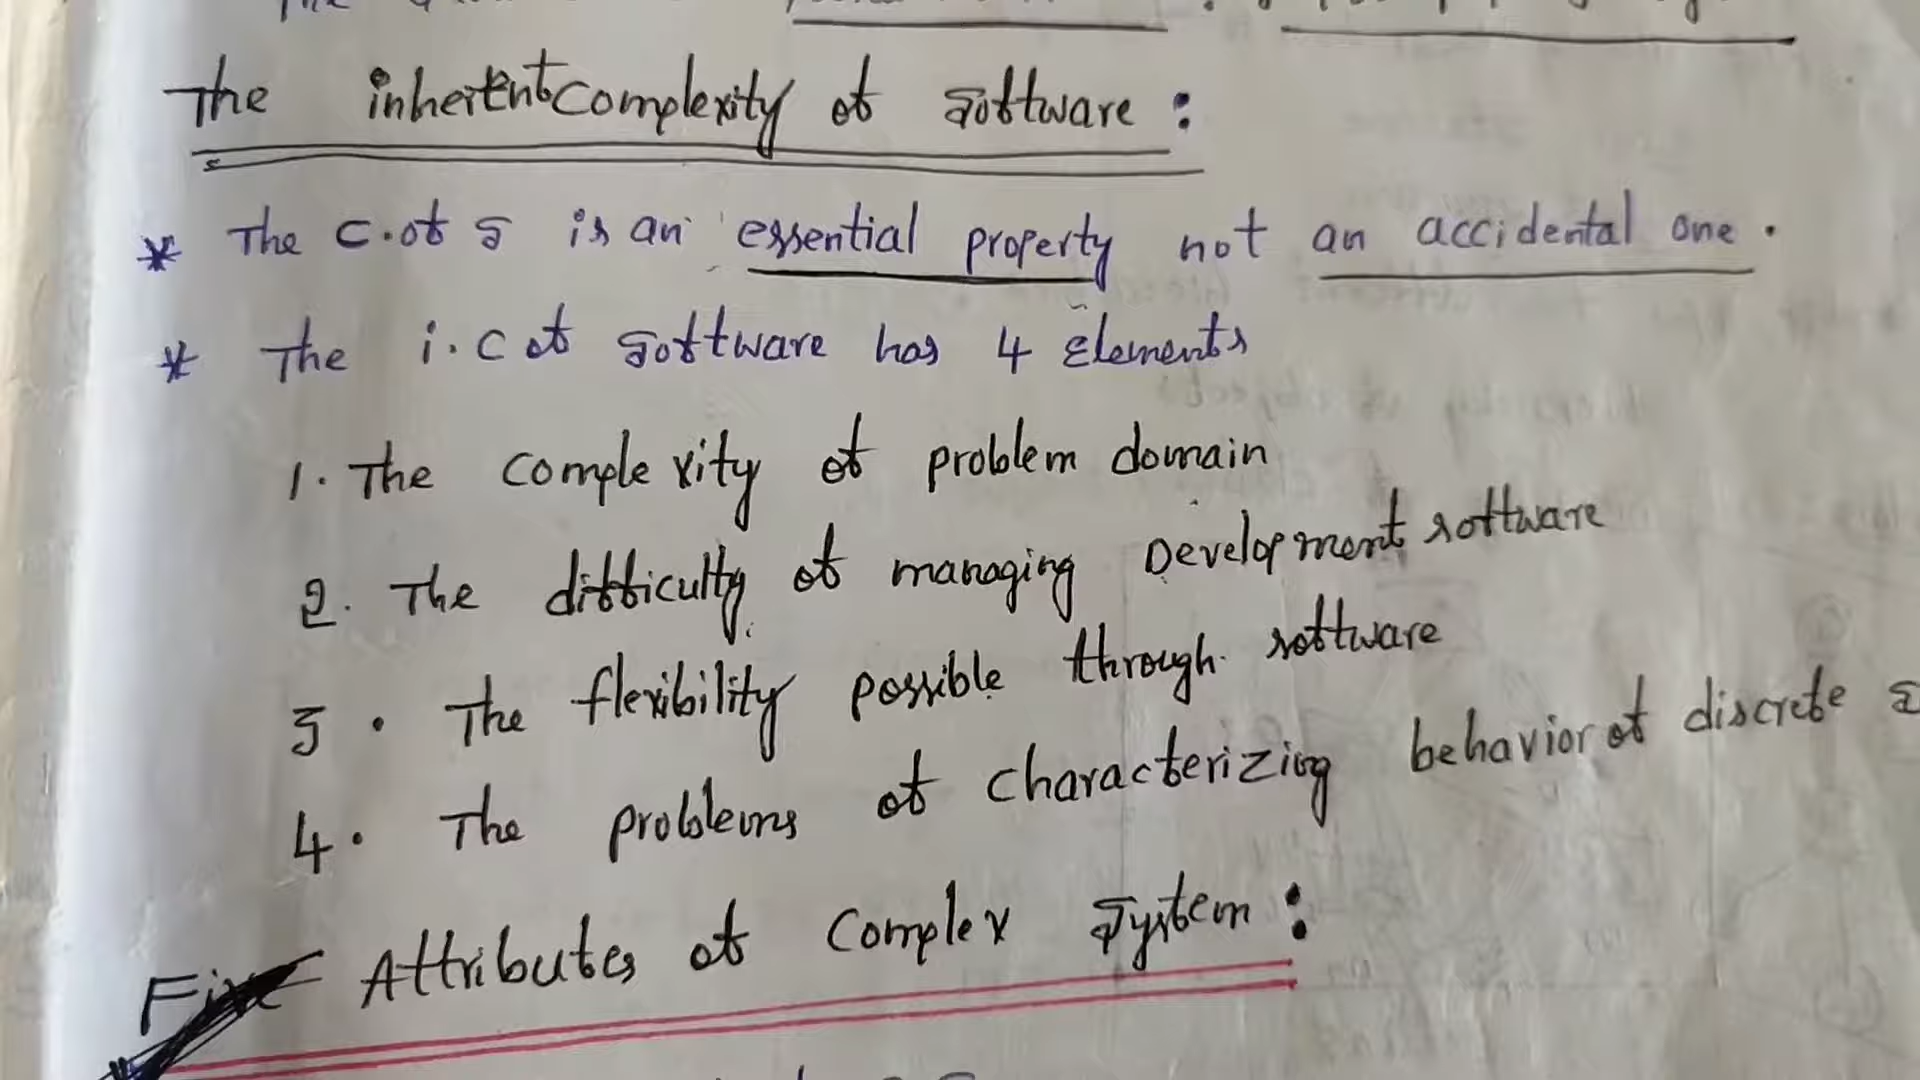 The
The inherent complexity of software :
* The C.of S is an essential property not an accidental one .
* The i.c of software has 4 Elements
1. The complexity of problem domain
2. The difficulty of managing Development software
3 . The flexibility possible through software
4 . The problems of characterizing behavior of discrete S
Attributes of Complex System :